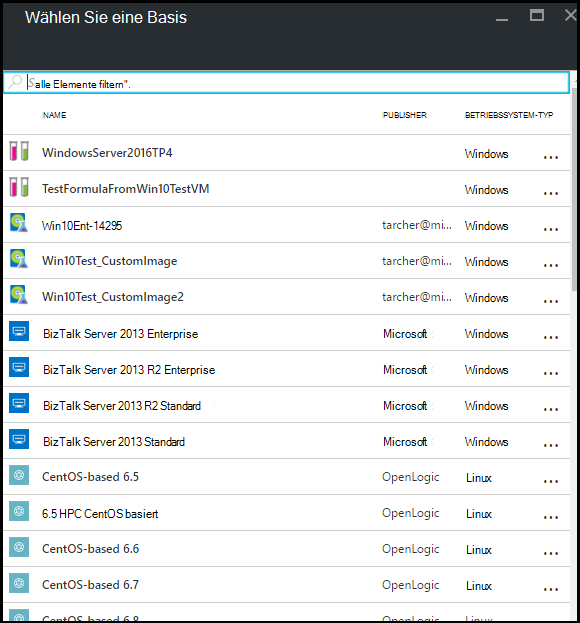 Wählen Sie eine Basis
S alle Elemente filtern".
NAME PUBLISHER BETRIEBSSYSTEM-TYP
WindowsServer2016TP4 Windows ...
TestFormulaFromWin10TestVM Windows ...
Win10Ent-14295 tarcher@mi... Windows ...
Win10Test_CustomImage tarcher@mi... Windows ...
Win10Test_CustomImage2 tarcher@mi... Windows ...
BizTalk Server 2013 Enterprise Microsoft Windows ...
BizTalk Server 2013 R2 Enterprise Microsoft Windows ...
BizTalk Server 2013 R2 Standard Microsoft Windows ...
BizTalk Server 2013 Standard Microsoft Windows ...
CentOS-based 6.5 OpenLogic Linux ...
6.5 HPC CentOS basiert OpenLogic Linux ...
CentOS-based 6.6 OpenLogic Linux ...
CentOS-based 6.7 OpenLogic Linux ...
CentOS-based 6.8 OpenLogic Linux